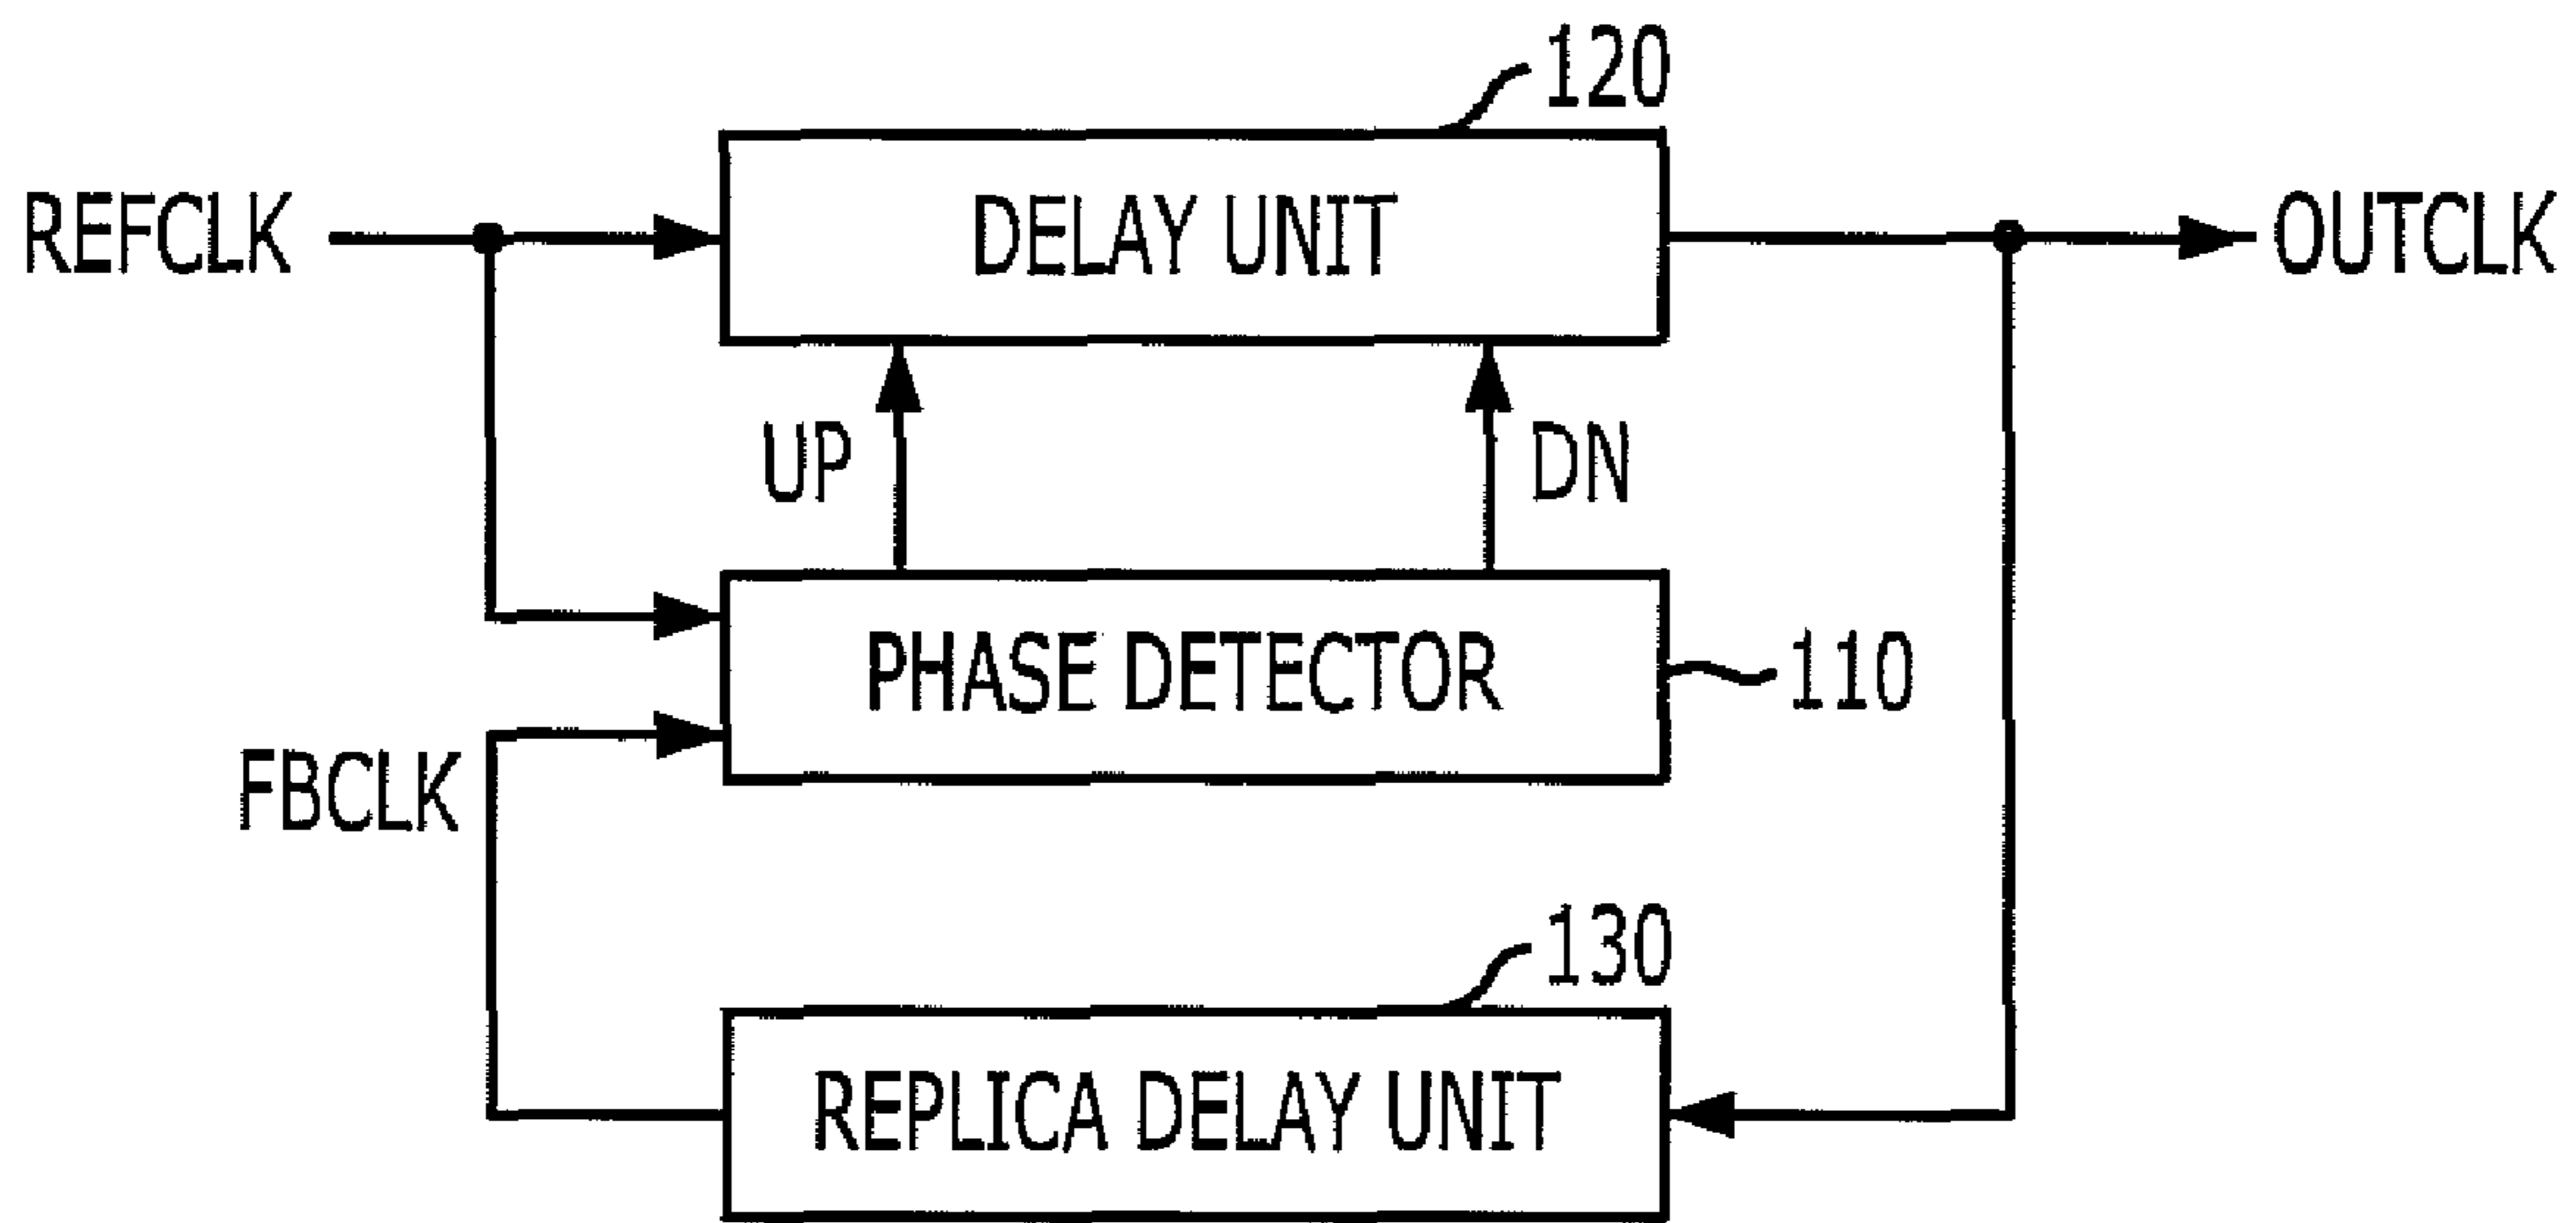 120
REFCLK
DELAY UNIT
OUTCLK
UP
DN
PHASE DETECTOR
110
FBCLK
130
REPLICA DELAY UNIT